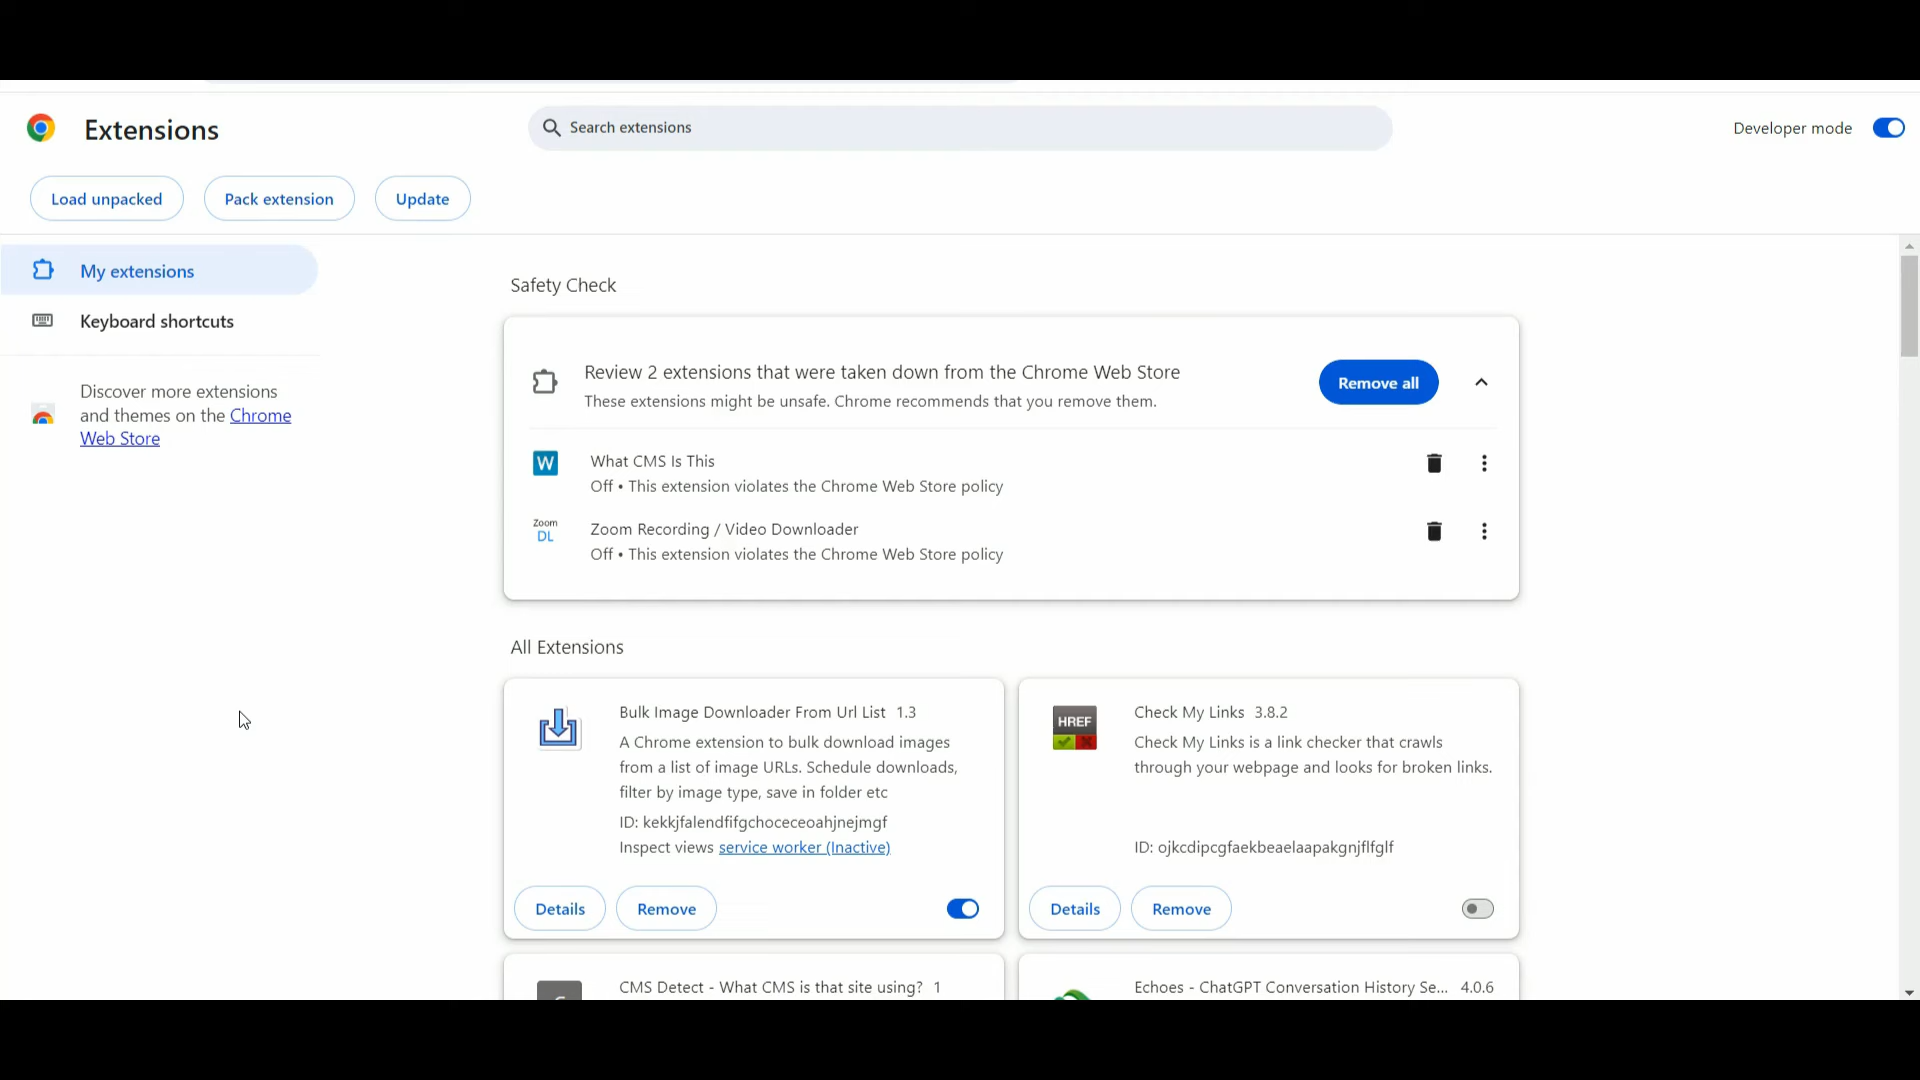 Extensions
Search extensions
Developer mode
Load unpacked
Pack extension
Update
My extensions
Keyboard shortcuts
Discover more extensions
and themes on the Chrome
Web Store
Safety Check
Review 2 extensions that were taken down from the Chrome Web Store
These extensions might be unsafe. Chrome recommends that you remove them.
Remove all
W
What CMS Is This
Off • This extension violates the Chrome Web Store policy
Zoom
DL
Zoom Recording / Video Downloader
Off • This extension violates the Chrome Web Store policy
All Extensions
Bulk Image Downloader From Url List 1.3
A Chrome extension to bulk download images
from a list of image URLs. Schedule downloads,
filter by image type, save in folder etc
ID: kekkjfalendfifgchoceceoahjnejmgf
Inspect views service worker (Inactive)
Details
Remove
HREF
Check My Links 3.8.2
Check My Links is a link checker that crawls
through your webpage and looks for broken links.
ID: ojkcdipcgfaekbeaelaapakgnjflfglf
Details
Remove
CMS Detect - What CMS is that site using? 1
Echoes - ChatGPT Conversation History Se... 4.0.6